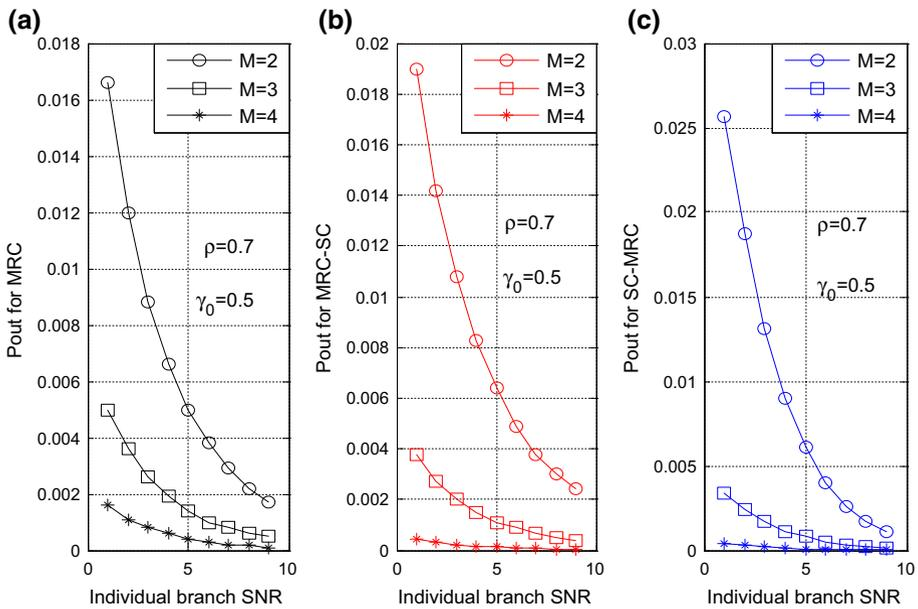 (a)
0.018
0.016
0.014
0.012
0.01
0.008
0.006
0.004
0.002
0
0
5
10
Pout for MRC
Individual branch SNR
M=2
M=3
M=4
ρ=0.7
γ0=0.5
(b)
0.02
0.018
0.016
0.014
0.012
0.01
0.008
0.006
0.004
0.002
0
0
5
10
Pout for MRC-SC
Individual branch SNR
M=2
M=3
M=4
ρ=0.7
γ0=0.5
(c)
0.03
0.025
0.02
0.015
0.01
0.005
0
0
5
10
Pout for SC-MRC
Individual branch SNR
M=2
M=3
M=4
ρ=0.7
γ0=0.5